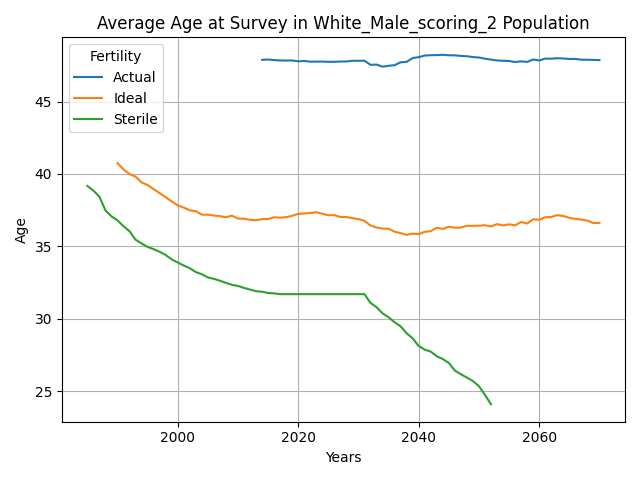 Average Age at Survey in White_Male_scoring_2 Population
Fertility
Actual
Ideal
Sterile
Age
45
40
35
30
25
2000
2020
2040
2060
Years